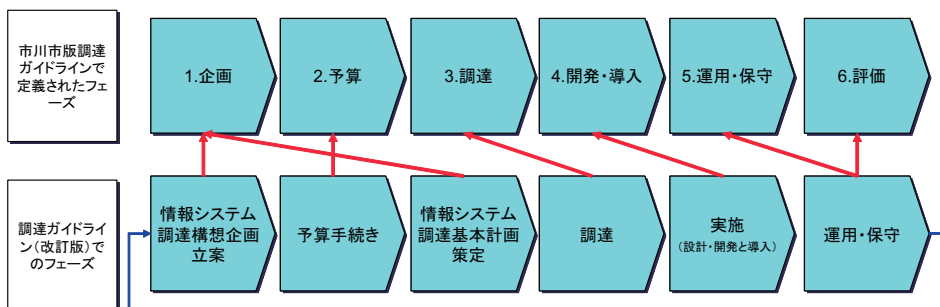 市川市版調達
ガイドラインで
定義されたフェ
ーズ
1.企画
2.予算
3.調達
4.開発・導入
5.運用・保守
6.評価
調達ガイドライ
ン(改訂版)で
のフェーズ
情報システム
調達構想企画
立案
予算手続き
情報システム
調達基本計画
策定
調達
実施
(設計・開発と導入)
運用・保守